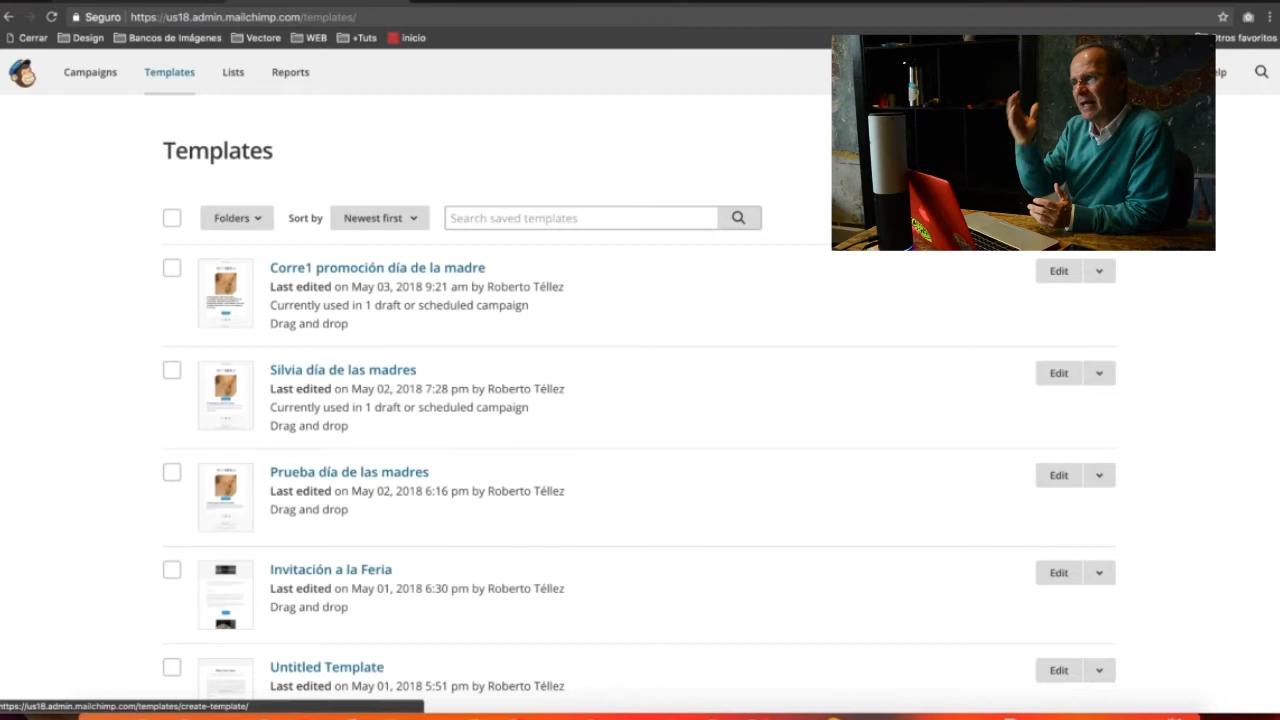 Seguro
https://us18.admin.mailchimp.com/templates/
Cerrar Design Bancos de Imágenes Vectore WEB +Tuts inicio
Otros favoritos
Campaigns Templates Lists Reports
Templates
Folders Sort by Newest first Search saved templates
Corre1 promoción día de la madre
Last edited on May 03, 2018 9:21 am by Roberto Téllez
Currently used in 1 draft or scheduled campaign
Drag and drop
Edit
Silvia día de las madres
Last edited on May 02, 2018 7:28 pm by Roberto Téllez
Currently used in 1 draft or scheduled campaign
Drag and drop
Edit
Prueba día de las madres
Last edited on May 02, 2018 6:16 pm by Roberto Téllez
Drag and drop
Edit
Invitación a la Feria
Last edited on May 01, 2018 6:30 pm by Roberto Téllez
Drag and drop
Edit
Untitled Template
Last edited on May 01, 2018 5:51 pm by Roberto Téllez
Edit
https://us18.admin.mailchimp.com/templates/create-template/